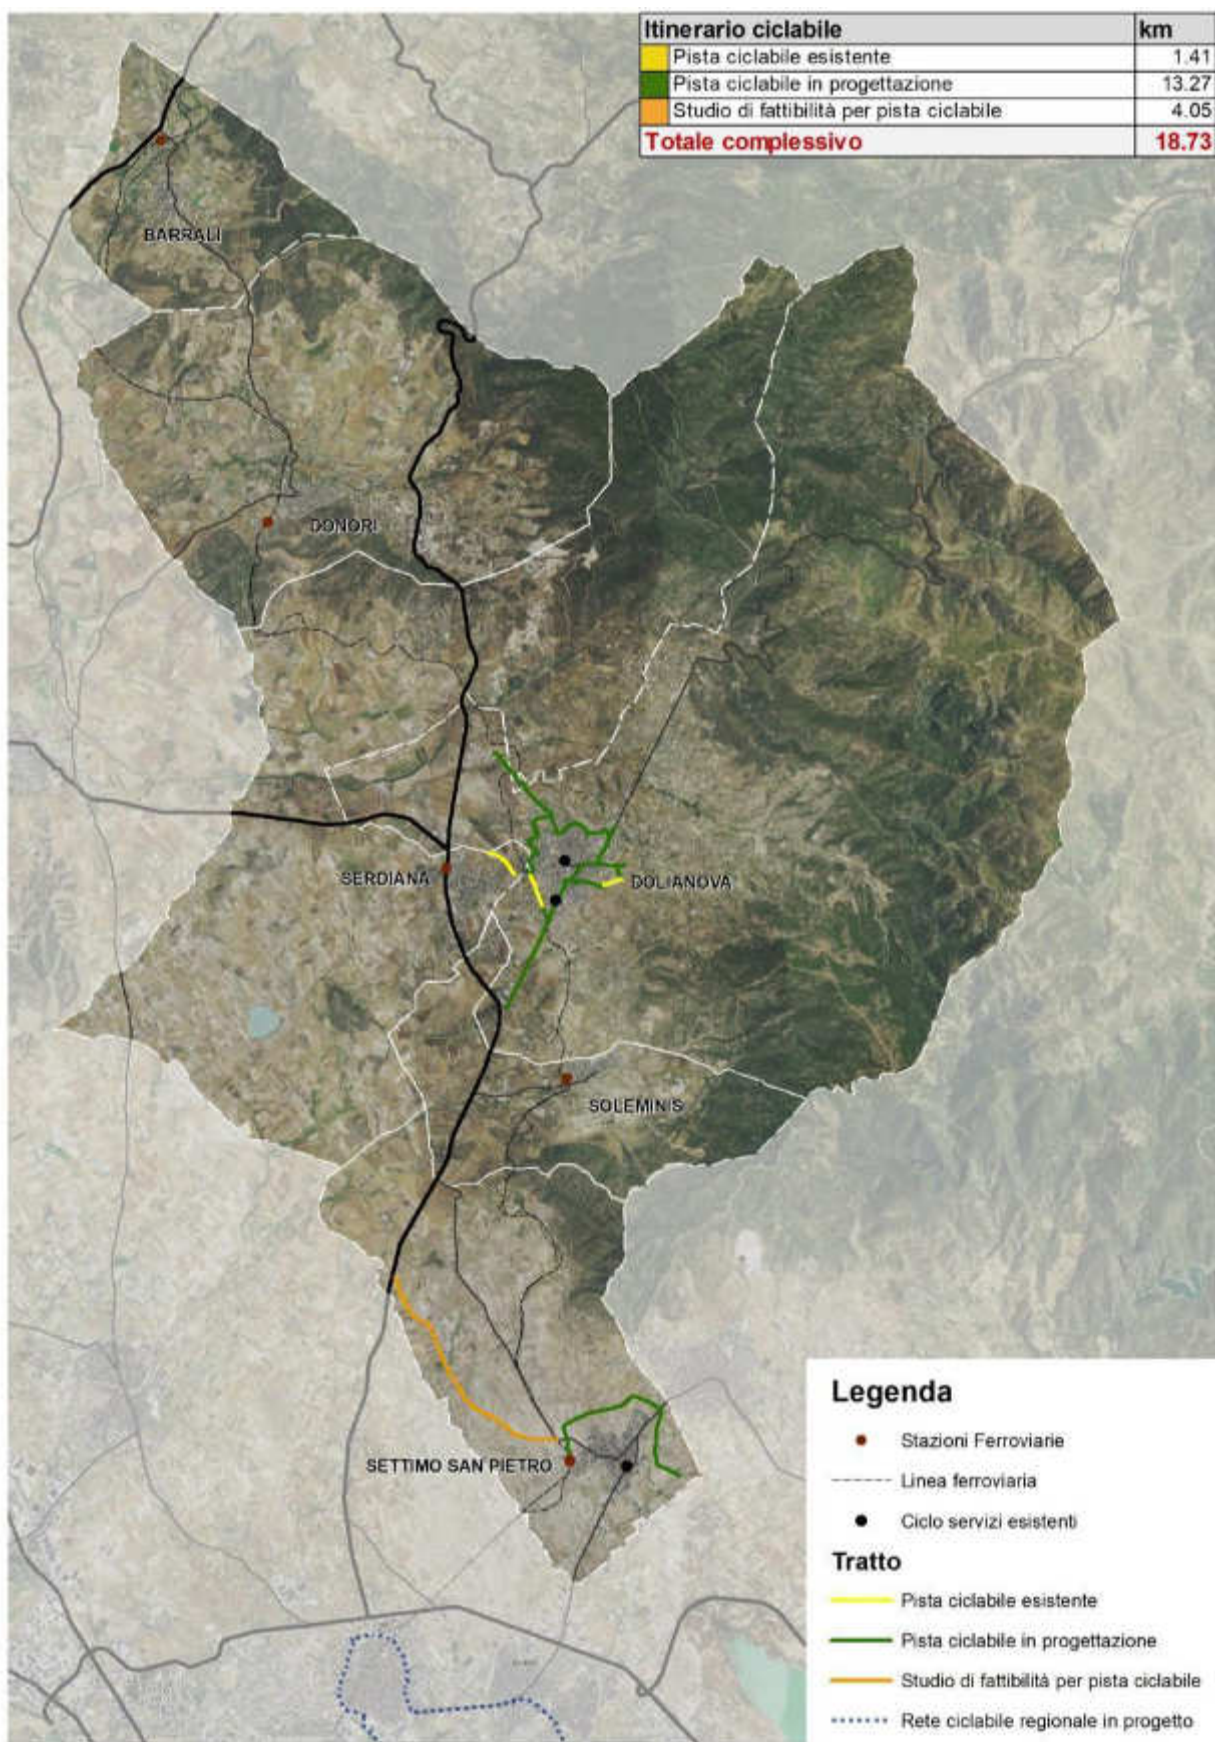 Itinerario ciclabile km
Pista ciclabile esistente 1.41
Pista ciclabile in progettazione 13.27
Studio di fattibilità per pista ciclabile 4.05
Totale complessivo 18.73
BARRALI
DONORI
SERDIANA
DOLIANOVA
SOLEMINIS
SETTIMO SAN PIETRO
Legenda
Stazioni Ferroviarie
Linea ferroviaria
Ciclo servizi esistenti
Tratto
Pista ciclabile esistente
Pista ciclabile in progettazione
Studio di fattibilità per pista ciclabile
Rete ciclabile regionale in progetto